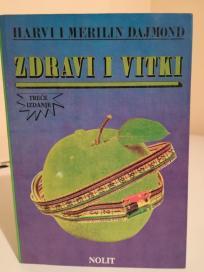 HARVI I MERILIN DAJMOND
ZDRAVI I VITKI
TREĆE
IZDANJE
NOLIT